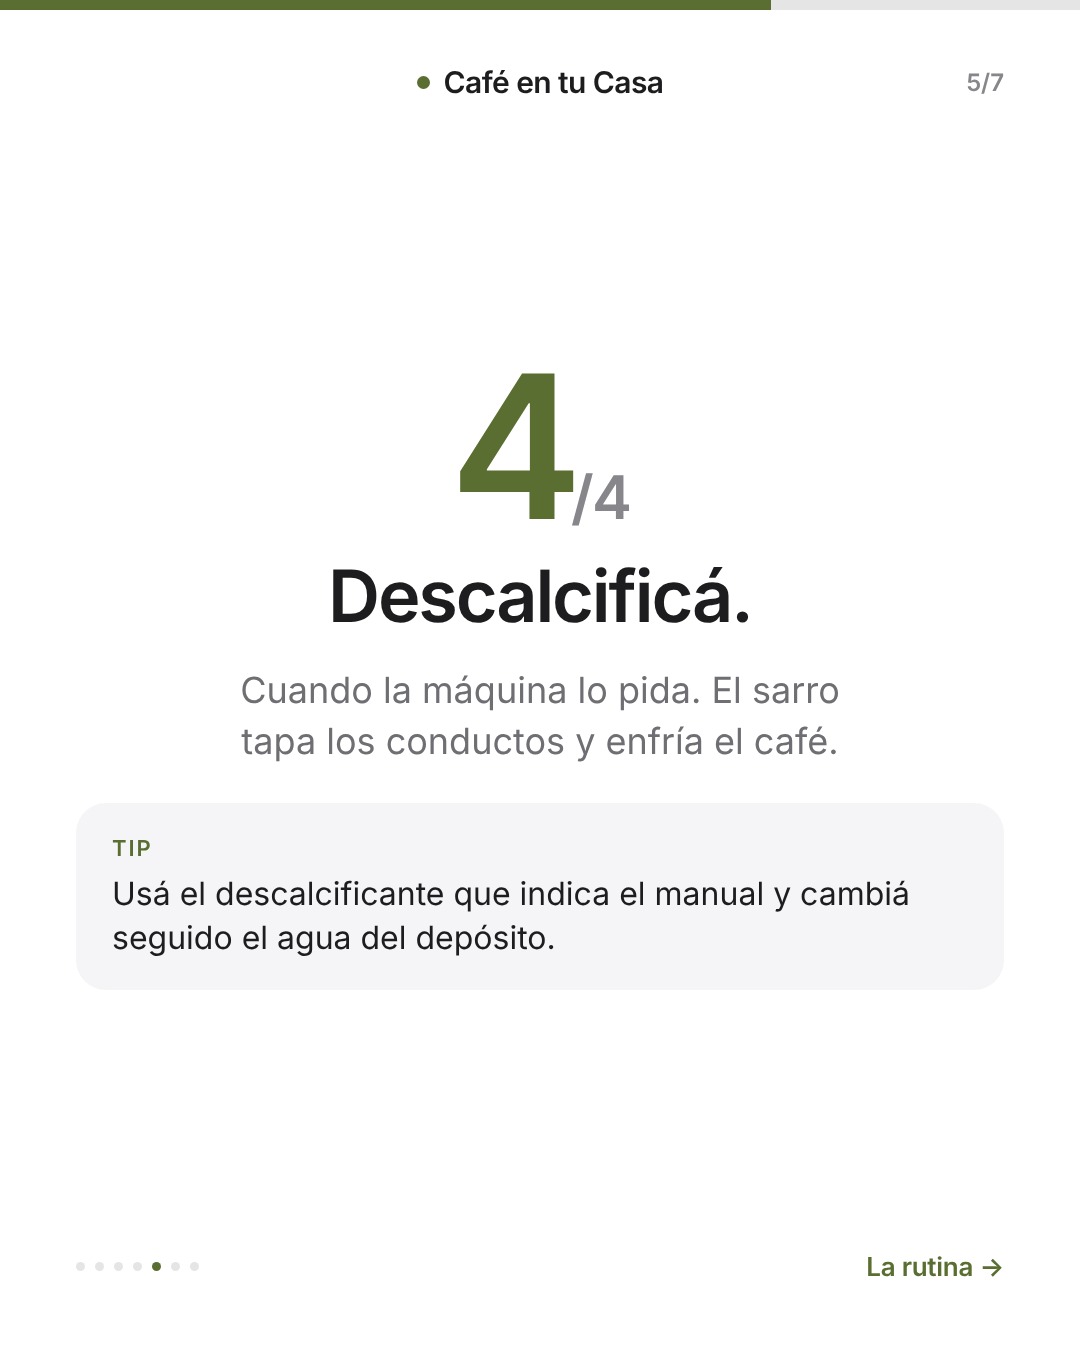 Café en tu Casa
5/7
4/4
Descalcificá.
Cuando la máquina lo pida. El sarro
tapa los conductos y enfría el café.
TIP
Usá el descalcificante que indica el manual y cambiá
seguido el agua del depósito.
La rutina →